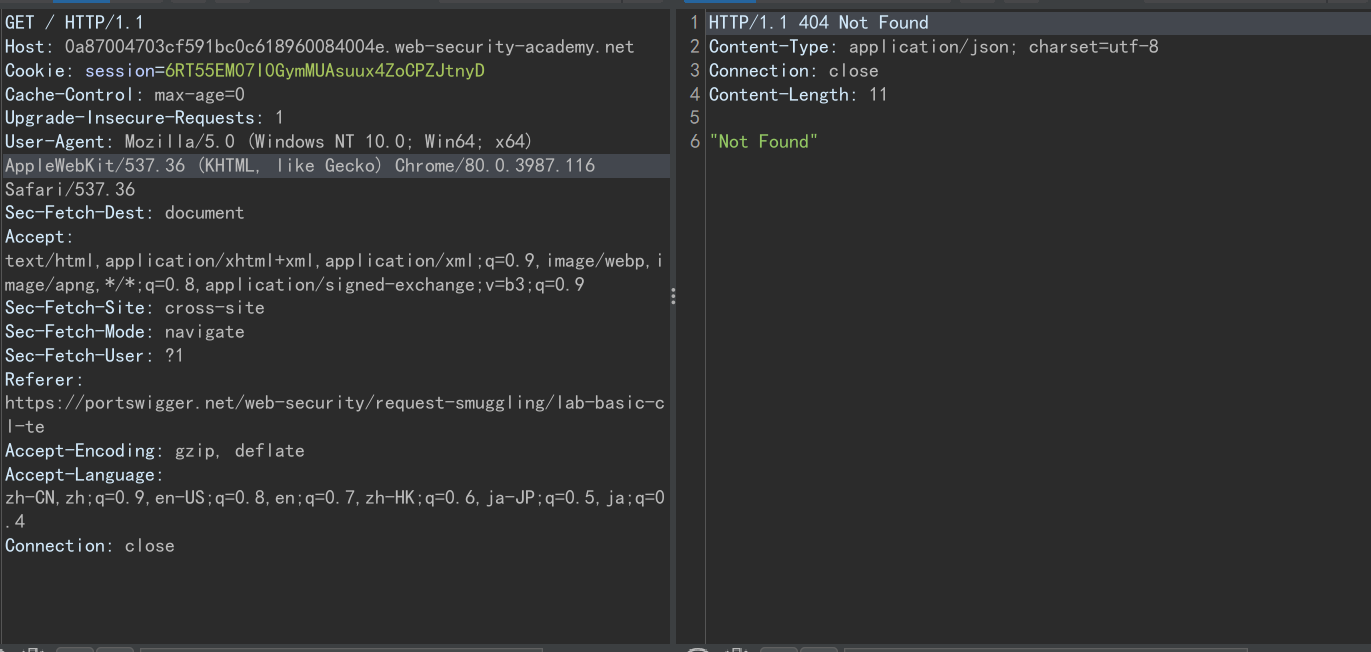 GET / HTTP/1.1
Host: 0a87004703cf591bc0c618960084004e.web-security-academy.net
Cookie: session=6RT55EMO7I0GymMUAsuux4ZoCPZJtnyD
Cache-Control: max-age=0
Upgrade-Insecure-Requests: 1
User-Agent: Mozilla/5.0 (Windows NT 10.0; Win64; x64)
AppleWebKit/537.36 (KHTML, like Gecko) Chrome/80.0.3987.116
Safari/537.36
Sec-Fetch-Dest: document
Accept:
text/html,application/xhtml+xml,application/xml;q=0.9,image/webp,i
mage/apng,*/*;q=0.8,application/signed-exchange;v=b3;q=0.9
Sec-Fetch-Site: cross-site
Sec-Fetch-Mode: navigate
Sec-Fetch-User: ?1
Referer:
https://portswigger.net/web-security/request-smuggling/lab-basic-c
l-te
Accept-Encoding: gzip, deflate
Accept-Language:
zh-CN,zh;q=0.9,en-US;q=0.8,en;q=0.7,zh-HK;q=0.6,ja-JP;q=0.5,ja;q=0
.4
Connection: close
1 HTTP/1.1 404 Not Found
2 Content-Type: application/json; charset=utf-8
3 Connection: close
4 Content-Length: 11
5
6 "Not Found"